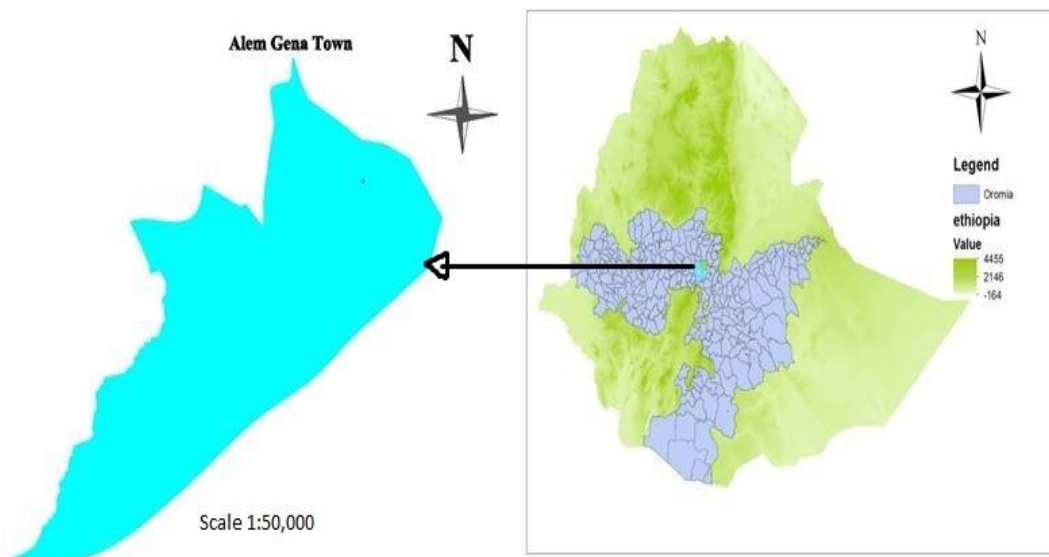 Alem Gena Town
N
Scale 1:50,000
N
Legend
Oromia
ethiopia
Value
4455
2146
-164